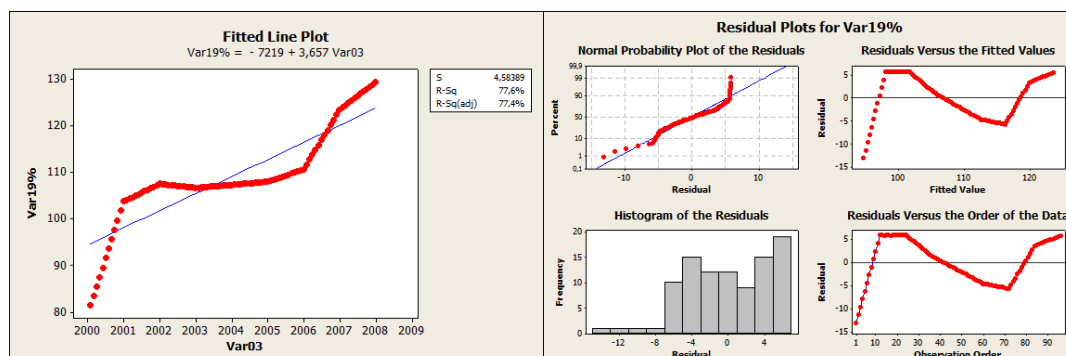 Fitted Line Plot
Var19% = - 7219 + 3,657 Var03
S 4,58389
R-Sq 77,6%
R-Sq(adj) 77,4%
130
120
110
100
90
80
Var19%
2000 2001 2002 2003 2004 2005 2006 2007 2008 2009
Var03
Residual Plots for Var19%
Normal Probability Plot of the Residuals
99,9
99
90
50
10
1
0,1
Percent
-10 0 10
Residual
Residuals Versus the Fitted Values
5
0
-5
-10
-15
Residual
100 110 120
Fitted Value
Histogram of the Residuals
20
15
10
5
0
Frequency
-12 -8 -4 0 4
Residual
Residuals Versus the Order of the Data
5
0
-5
-10
-15
Residual
1 10 20 30 40 50 60 70 80 90
Observation Order